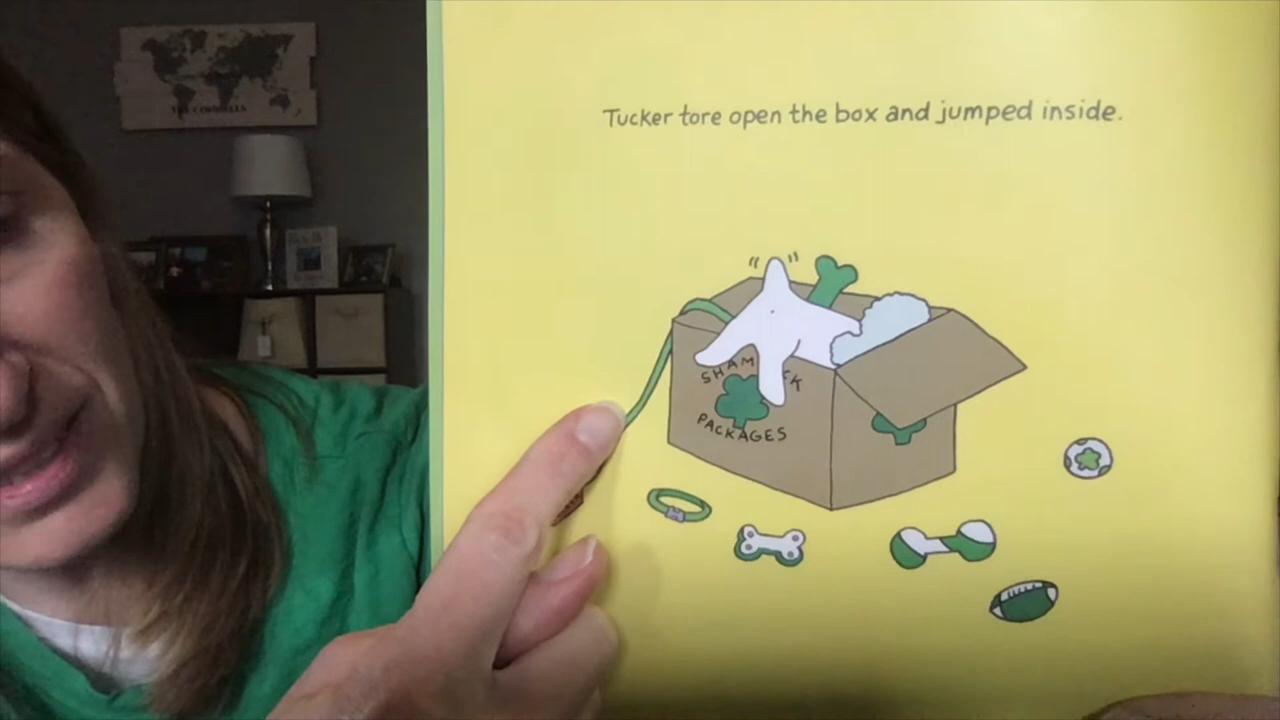 Tucker tore open the box and jumped inside.
PACKAGES